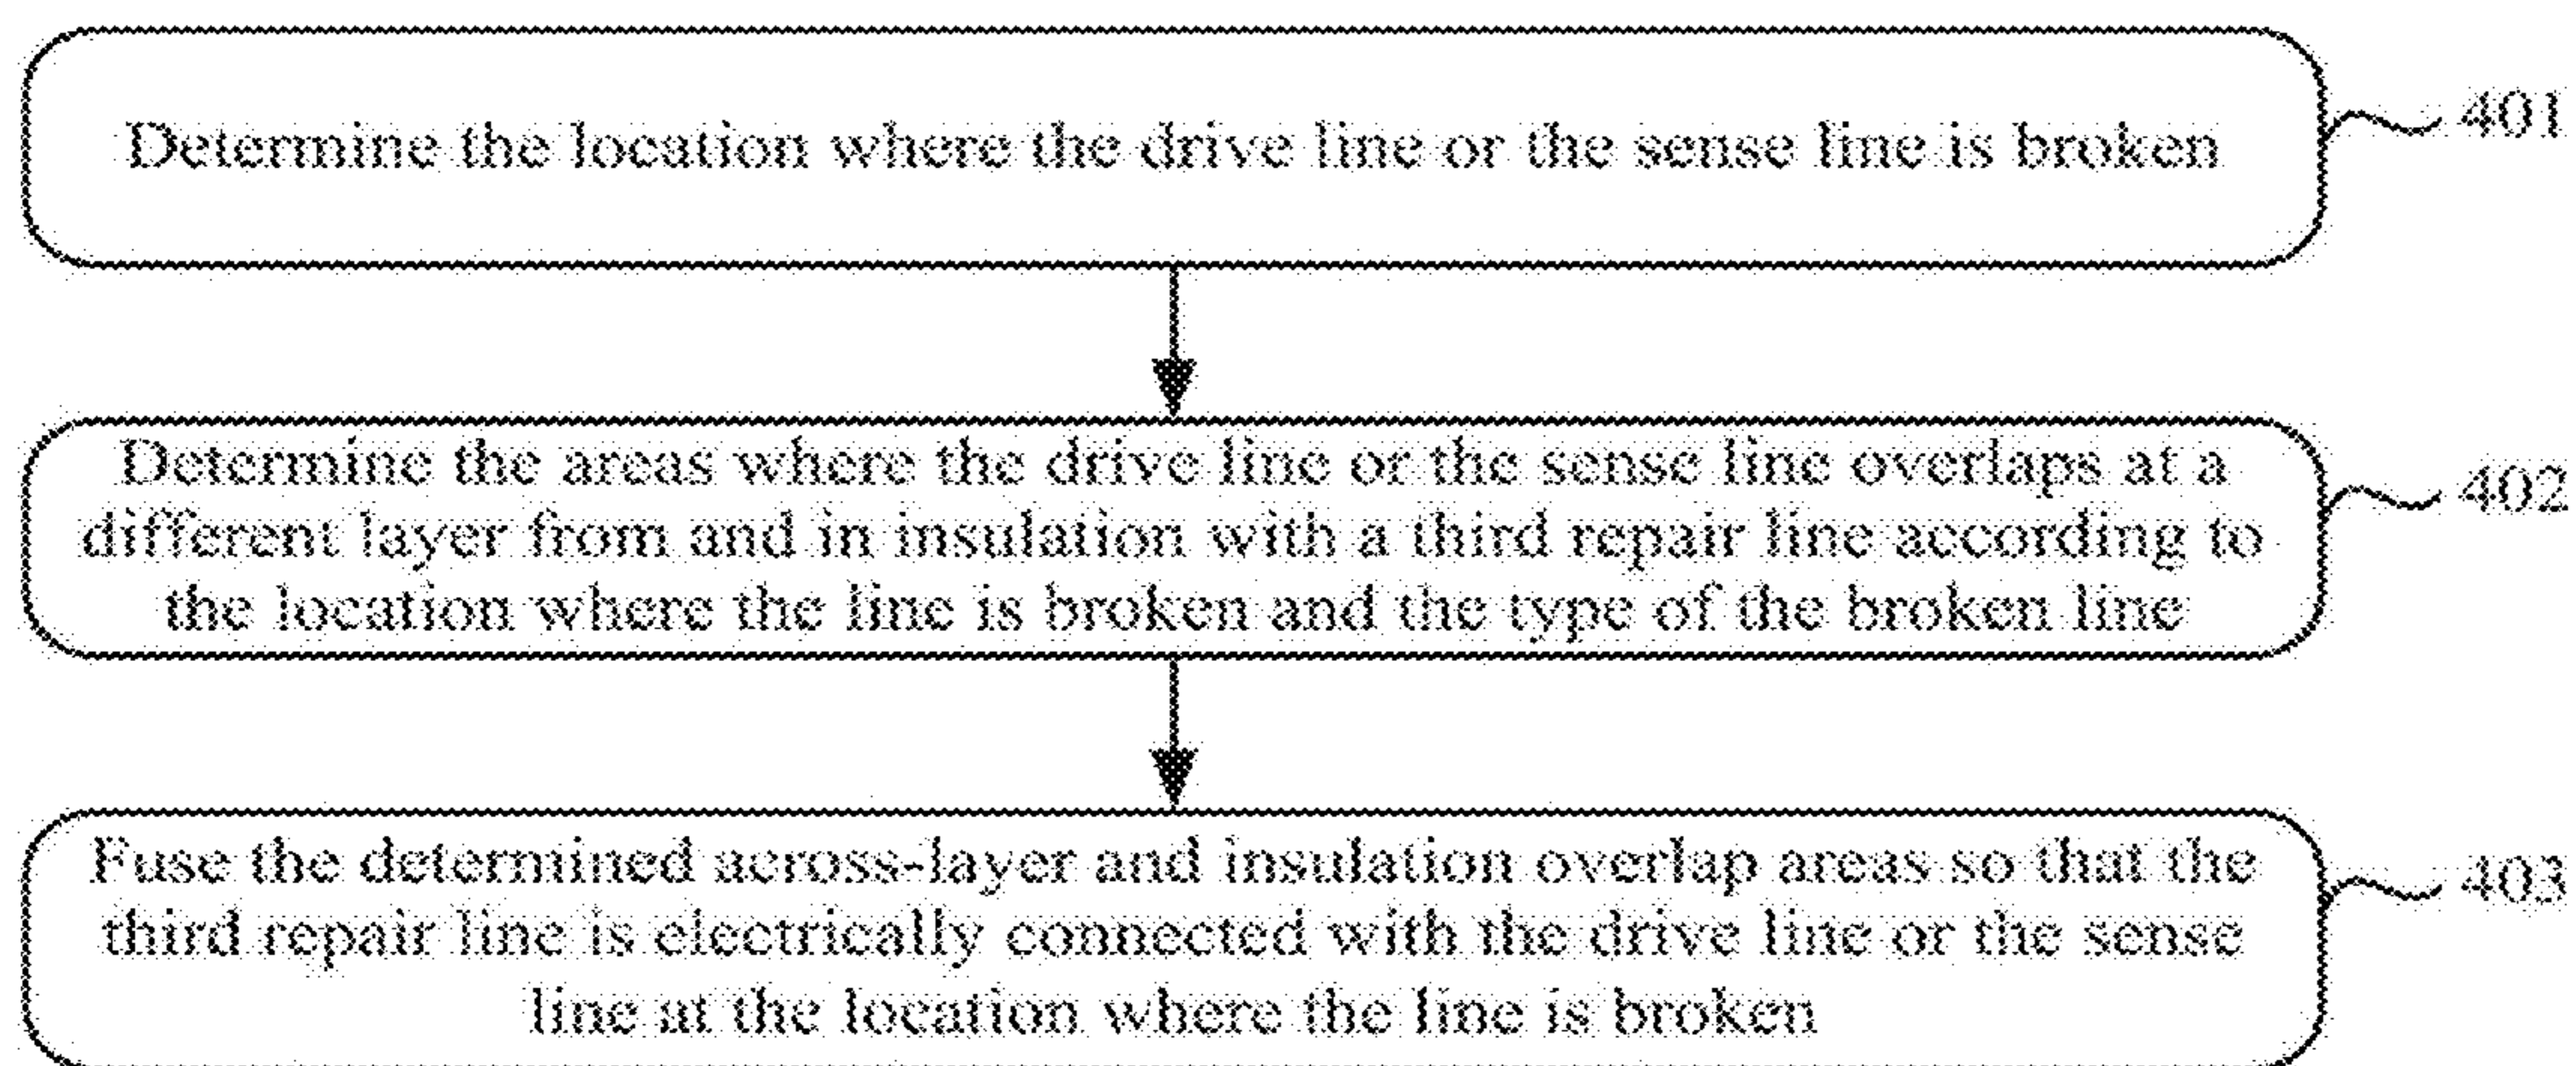 Determine the location where the drive line or the sense line is broken
401
Determine the areas where the drive line or the sense line overlaps at a
different layer from and in insulation with a third repair line according to
the location where the line is broken and the type of the broken line
402
Fuse the determined across-layer and insulation overlap areas so that the
third repair line is electrically connected with the drive line or the sense
line at the location where the line is broken
403